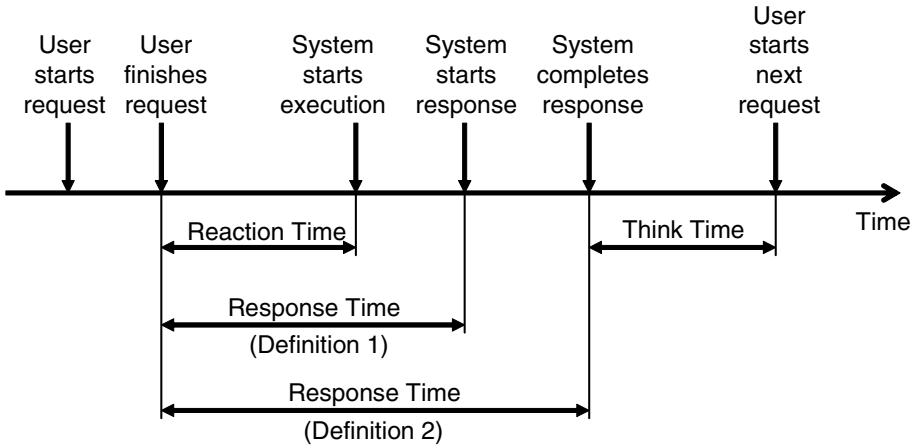 User
starts
request
User
finishes
request
System
starts
execution
System
starts
response
System
completes
response
User
starts
next
request
Time
Reaction Time
Think Time
Response Time
(Definition 1)
Response Time
(Definition 2)